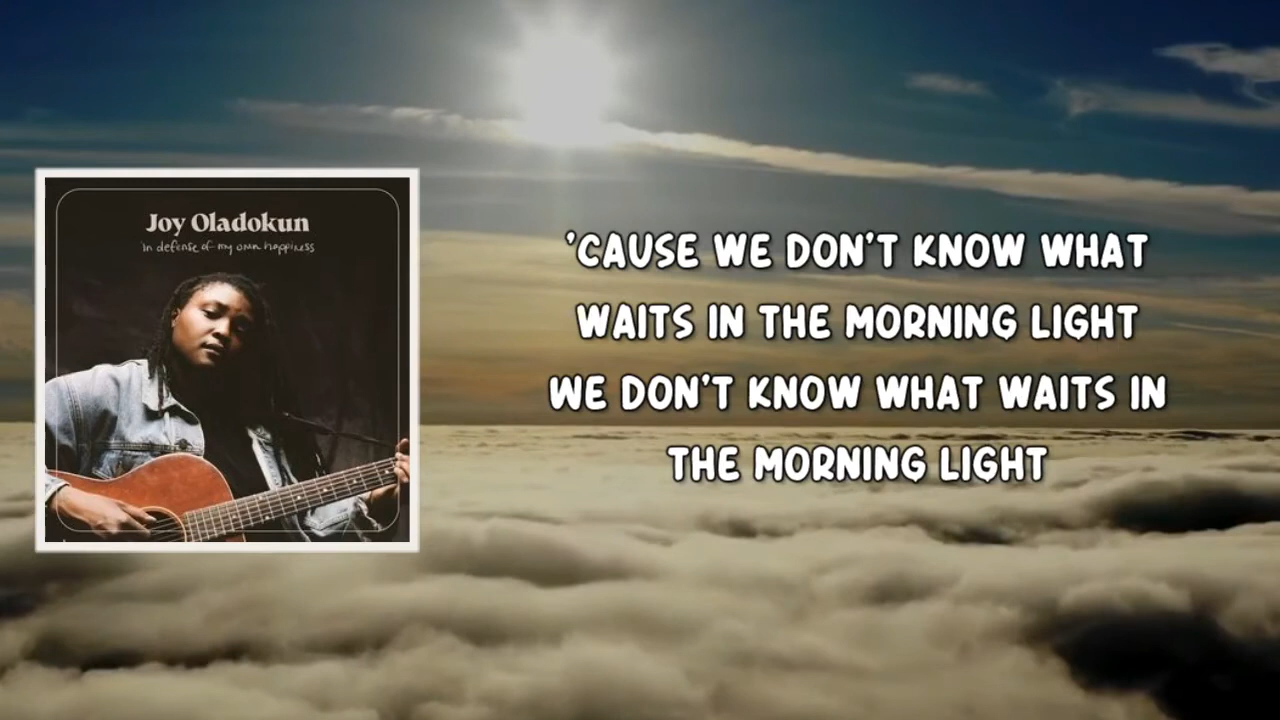 Joy Oladokun
in defense of my own happiness
'CAUSE WE DON'T KNOW WHAT
WAITS IN THE MORNING LIGHT
WE DON'T KNOW WHAT WAITS IN
THE MORNING LIGHT